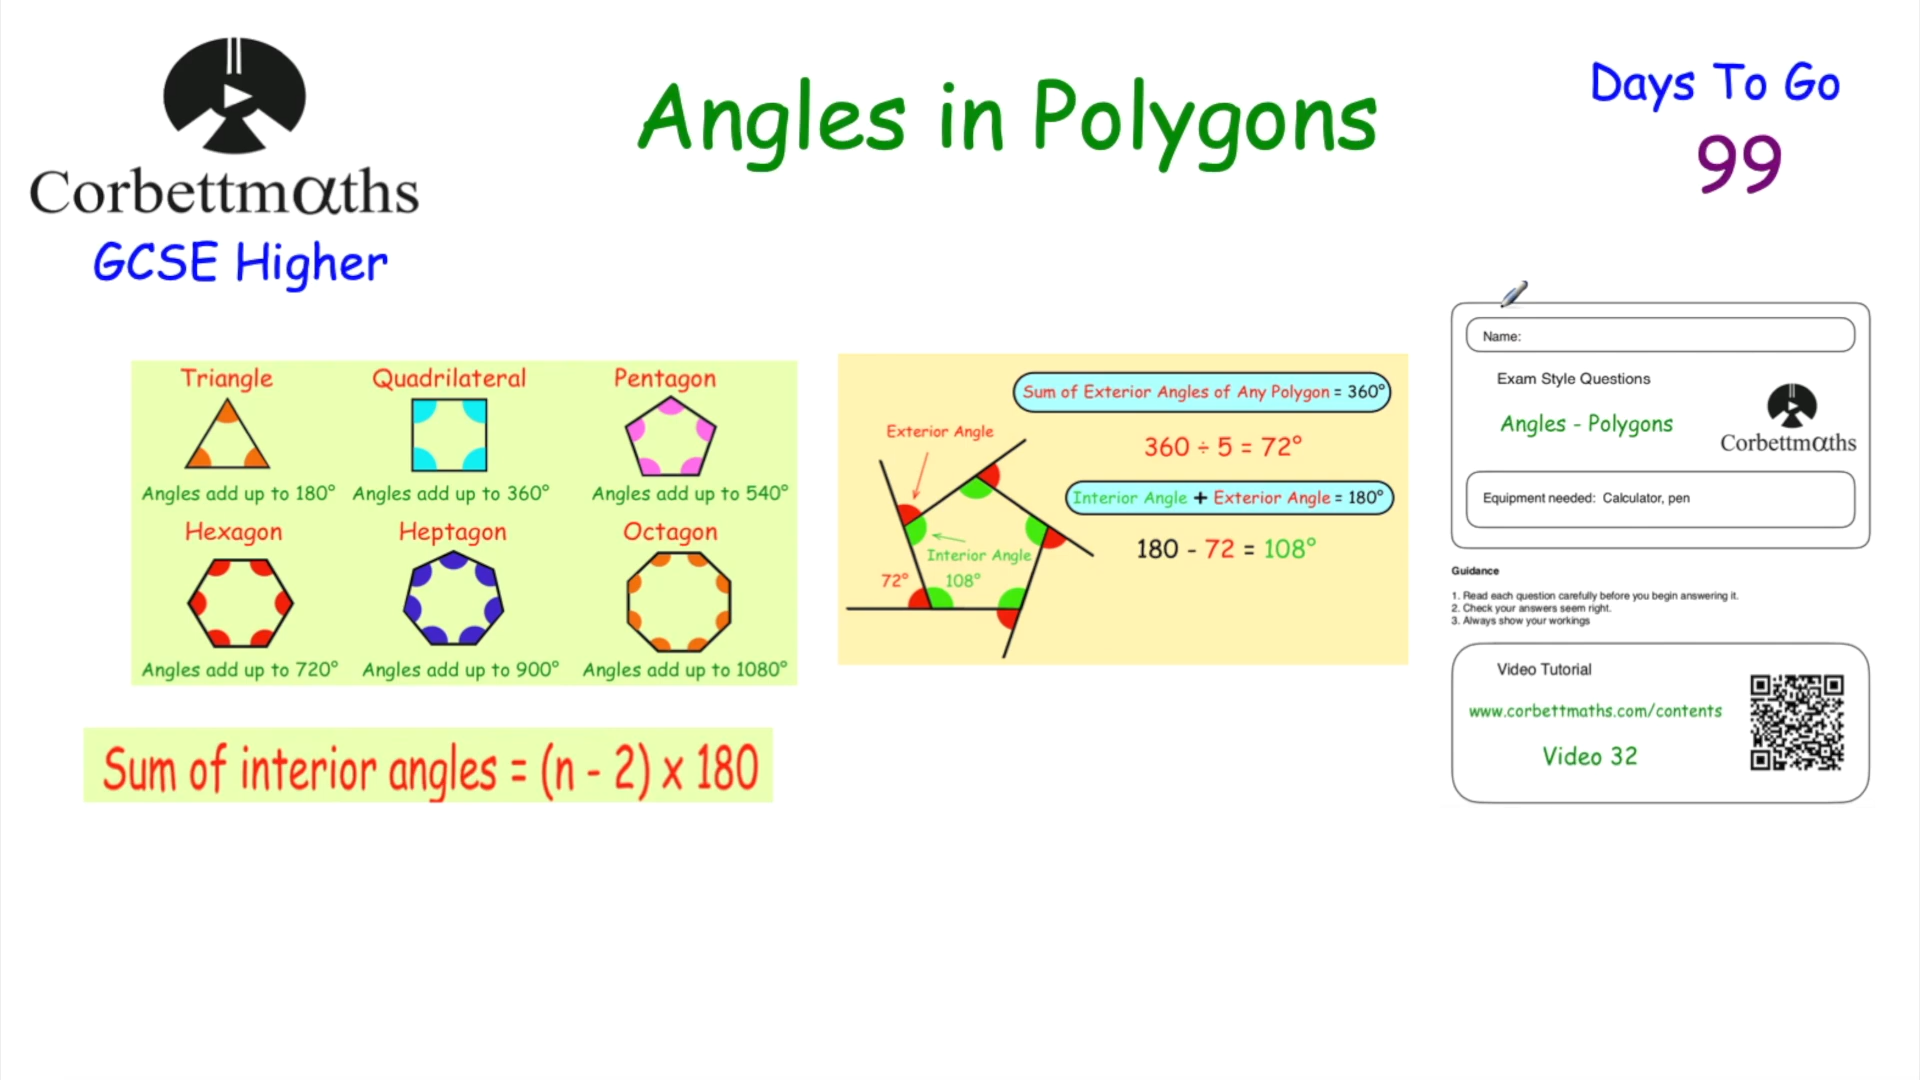 Corbettmαths
GCSE Higher
Angles in Polygons
Days To Go
99
Triangle
Quadrilateral
Pentagon
Angles add up to 180°
Angles add up to 360°
Angles add up to 540°
Hexagon
Heptagon
Octagon
Angles add up to 720°
Angles add up to 900°
Angles add up to 1080°
Sum of interior angles = (n - 2) x 180
Sum of Exterior Angles of Any Polygon = 360°
Exterior Angle
360 ÷ 5 = 72°
Interior Angle + Exterior Angle = 180°
180 - 72 = 108°
Interior Angle
72°
108°
Name:
Exam Style Questions
Angles - Polygons
Corbettmαths
Equipment needed: Calculator, pen
Guidance
1. Read each question carefully before you begin answering it.
2. Check your answers seem right.
3. Always show your workings
Video Tutorial
www.corbettmaths.com/contents
Video 32